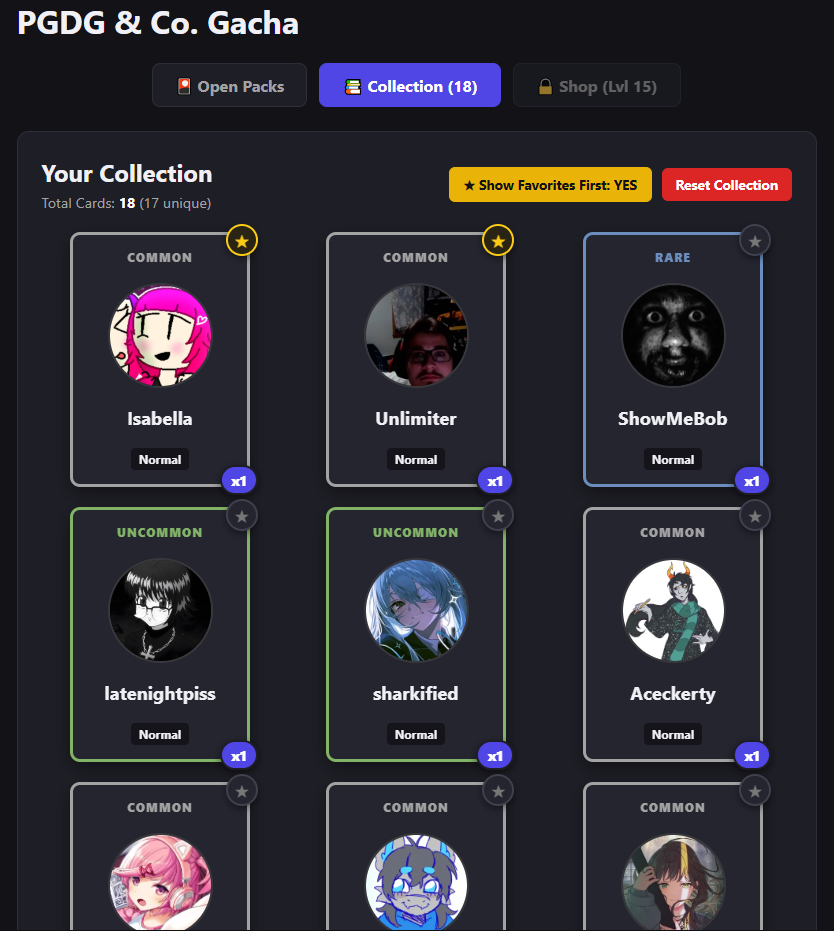 PGDG & Co. Gacha
Open Packs
Collection (18)
Shop (Lvl 15)
Your Collection
Total Cards: 18 (17 unique)
★ Show Favorites First: YES
Reset Collection
COMMON
COMMON
RARE
Isabella
Unlimiter
ShowMeBob
Normal
Normal
Normal
x1
x1
x1
UNCOMMON
UNCOMMON
COMMON
latenightpiss
sharkified
Aceckerty
Normal
Normal
Normal
x1
x1
x1
COMMON
COMMON
COMMON